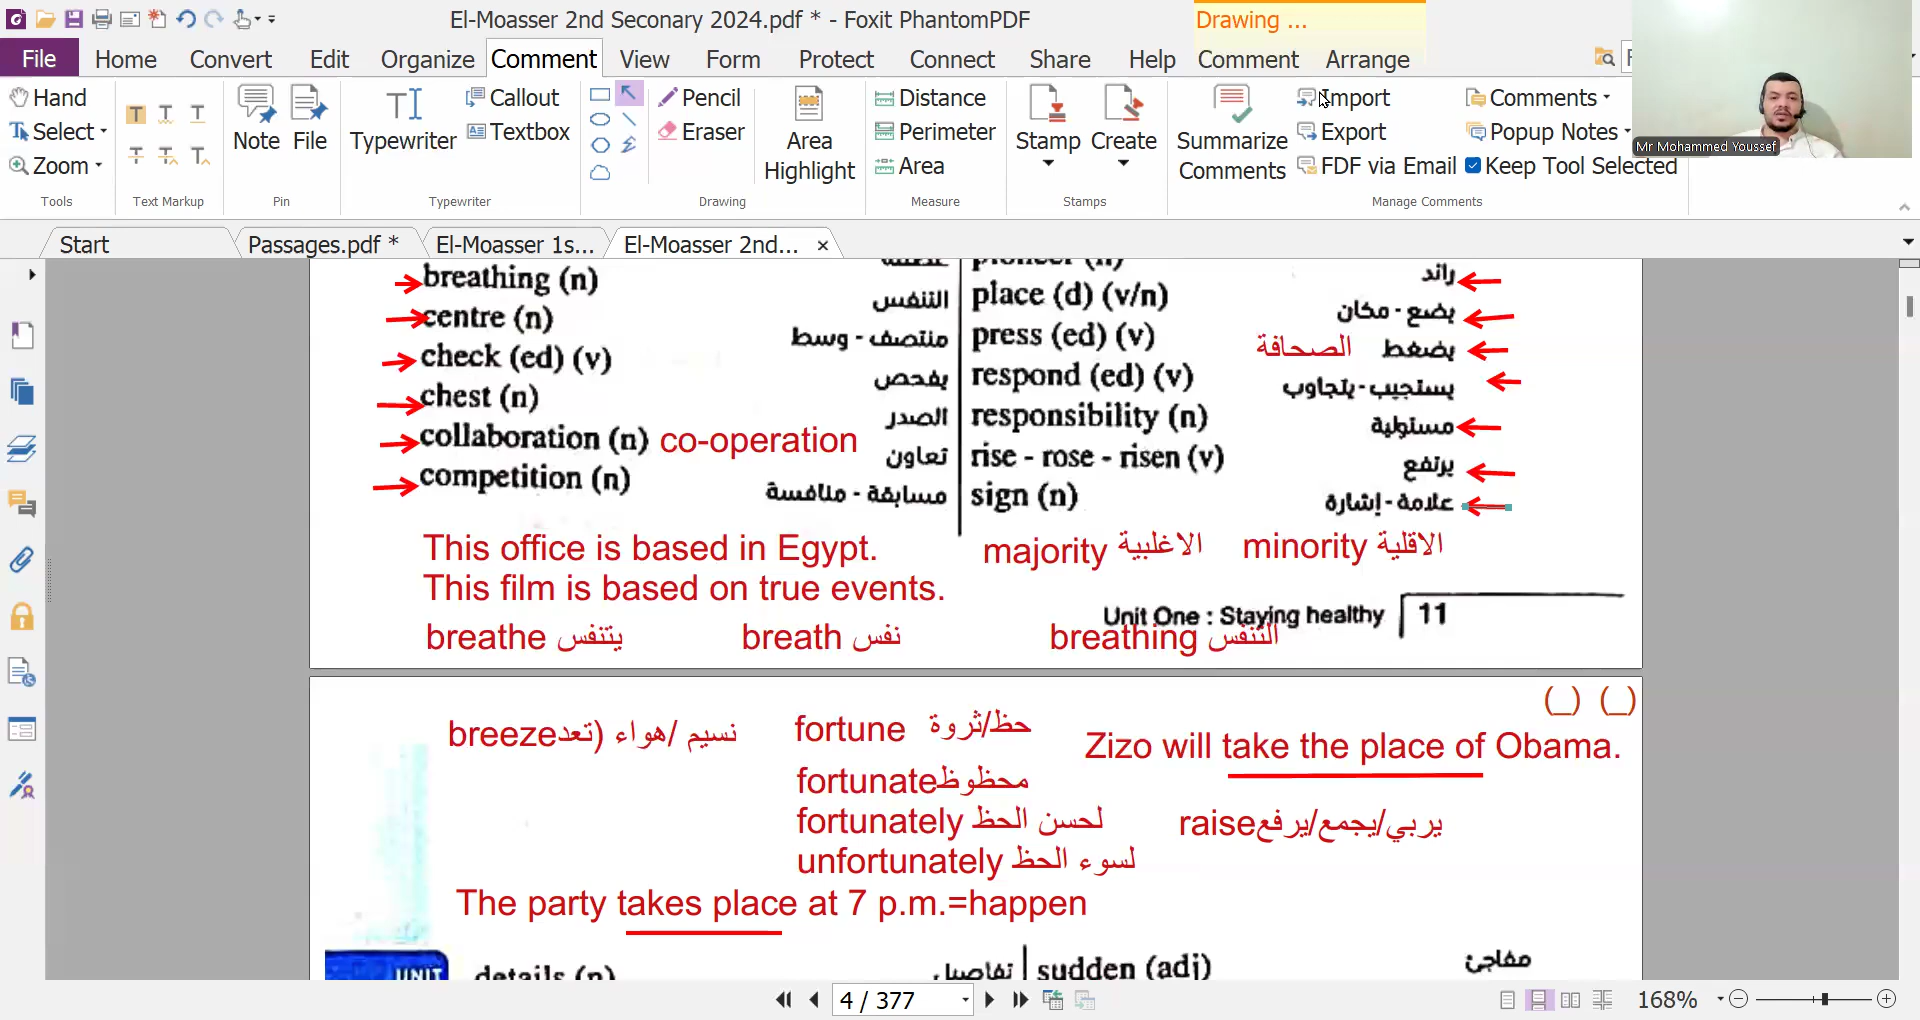 El-Moasser 2nd Seconary 2024.pdf * - Foxit PhantomPDF
Drawing ...
File Home Convert Edit Organize Comment View Form Protect Connect Share Help Comment Arrange
Hand
Select
Zoom
Tools
Text Markup
Note
File
Pin
Typewriter
Callout
Textbox
Typewriter
Pencil
Eraser
Area
Highlight
Drawing
Distance
Perimeter
Area
Measure
Stamp
Create
Stamps
Summarize
Comments
Import
Export
FDF via Email
Comments
Popup Notes
Keep Tool Selected
Manage Comments
Mr Mohammed Youssef
Start Passages.pdf * El-Moasser 1s... El-Moasser 2nd...
breathing (n) التنفس
centre (n) منتصف - وسط
check (ed) (v) يفحص
chest (n) الصدر
collaboration (n) co-operation تعاون
competition (n) مسابقة - منافسة
pioneer (n) رائد
place (d) (v/n) يضع - مكان
press (ed) (v) الصحافة يضغط
respond (ed) (v) يستجيب - يتجاوب
responsibility (n) مسئولية
rise - rose - risen (v) يرتفع
sign (n) علامة - إشارة
This office is based in Egypt.
This film is based on true events.
majority الاغلبية minority الاقلية
Unit One : Staying healthy 11
breathe يتنفس breath نفس breathing التنفس
(_) (_)
breeze نسيم /هواء (تعد
fortune حظ/ثروة
Zizo will take the place of Obama.
fortunate محظوظ
fortunately لحسن الحظ
raise يربي/يجمع/يرفع
unfortunately لسوء الحظ
The party takes place at 7 p.m.=happen
UNIT
details (n) تفاصيل
sudden (adj) مفاجئ
4 / 377
168%